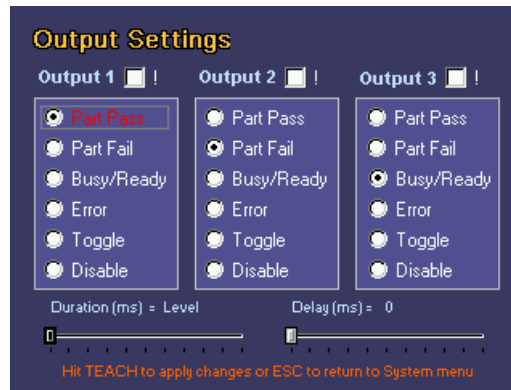 Output Settings
Output 1 ! Output 2 ! Output 3 !
Part Pass Part Pass Part Pass
Part Fail Part Fail Part Fail
Busy/Ready Busy/Ready Busy/Ready
Error Error Error
Toggle Toggle Toggle
Disable Disable Disable
Duration (ms) = Level Delay (ms) = 0
Hit TEACH to apply changes or ESC to return to System menu